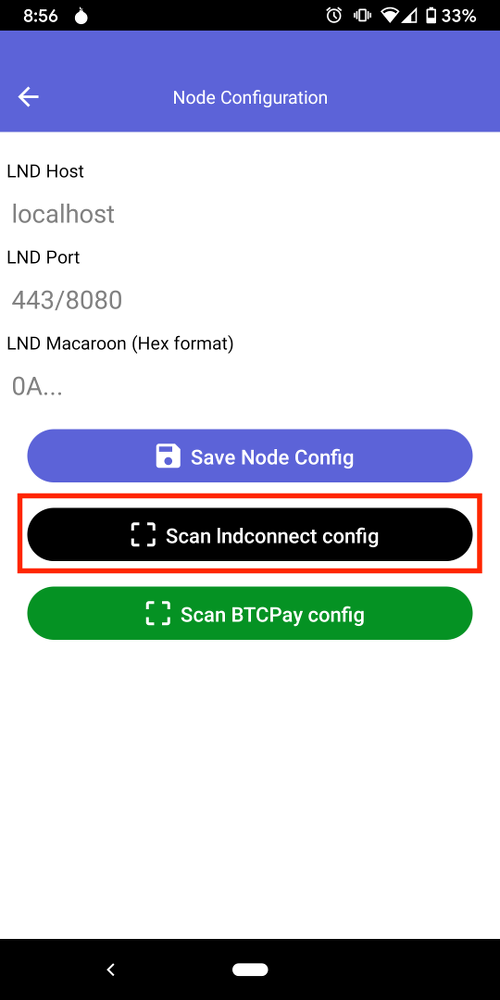 8:56
33%
Node Configuration
LND Host
localhost
LND Port
443/8080
LND Macaroon (Hex format)
0A...
Save Node Config
Scan lndconnect config
Scan BTCPay config